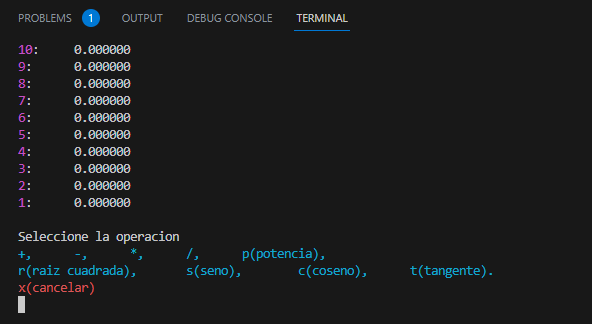 PROBLEMS 1 OUTPUT DEBUG CONSOLE TERMINAL
10: 0.000000
9: 0.000000
8: 0.000000
7: 0.000000
6: 0.000000
5: 0.000000
4: 0.000000
3: 0.000000
2: 0.000000
1: 0.000000
Seleccione la operacion
+, -, *, /, p(potencia),
r(raiz cuadrada), s(seno), c(coseno), t(tangente).
x(cancelar)